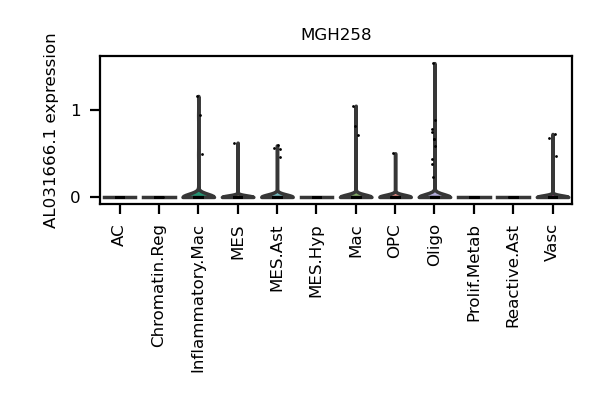 MGH258
AL031666.1 expression
1
0
AC
Chromatin.Reg
Inflammatory.Mac
MES
MES.Ast
MES.Hyp
Mac
OPC
Oligo
Prolif.Metab
Reactive.Ast
Vasc